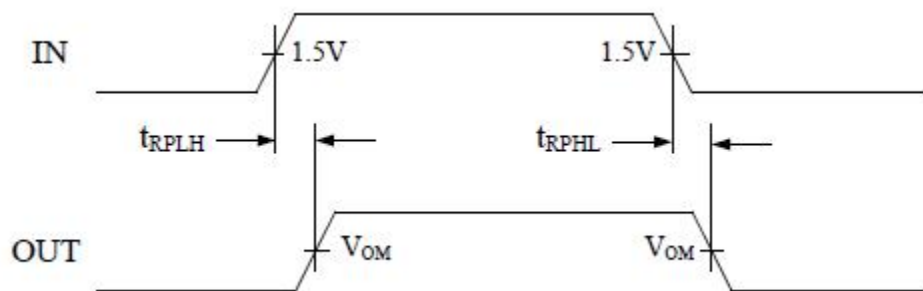 IN
1.5V
1.5V
tRPLH
tRPHL
OUT
VOM
VOM